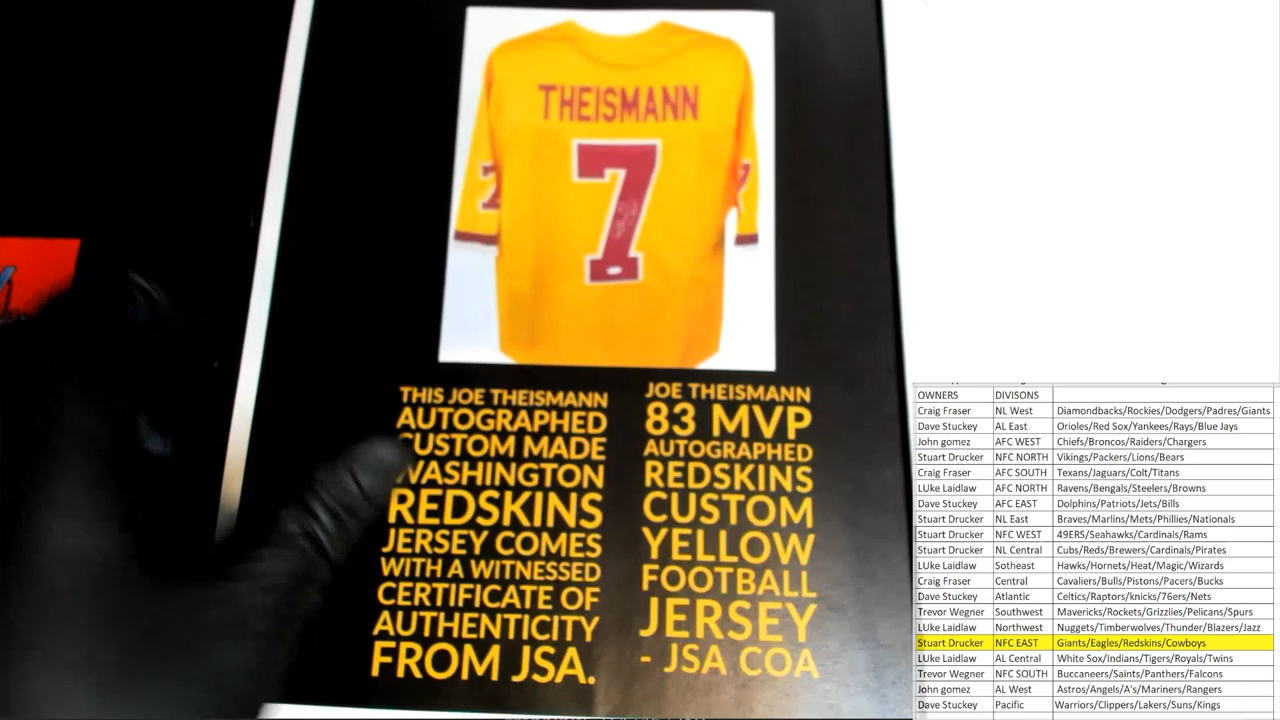 THEISMANN
7
THIS JOE THEISMANN
AUTOGRAPHED
CUSTOM MADE
WASHINGTON
REDSKINS
JERSEY COMES
WITH A WITNESSED
CERTIFICATE OF
AUTHENTICITY
FROM JSA.
JOE THEISMANN
83 MVP
AUTOGRAPHED
REDSKINS
CUSTOM
YELLOW
FOOTBALL
JERSEY
- JSA COA
OWNERS DIVISONS
Craig Fraser NL West Diamondbacks/Rockies/Dodgers/Padres/Giants
Dave Stuckey AL East Orioles/Red Sox/Yankees/Rays/Blue Jays
John gomez AFC WEST Chiefs/Broncos/Raiders/Chargers
Stuart Drucker NFC NORTH Vikings/Packers/Lions/Bears
Craig Fraser AFC SOUTH Texans/Jaguars/Colt/Titans
LUke Laidlaw AFC NORTH Ravens/Bengals/Steelers/Browns
Dave Stuckey AFC EAST Dolphins/Patriots/Jets/Bills
Stuart Drucker NL East Braves/Marlins/Mets/Phillies/Nationals
Stuart Drucker NFC WEST 49ERS/Seahawks/Cardinals/Rams
Stuart Drucker NL Central Cubs/Reds/Brewers/Cardinals/Pirates
LUke Laidlaw Sotheast Hawks/Hornets/Heat/Magic/Wizards
Craig Fraser Central Cavaliers/Bulls/Pistons/Pacers/Bucks
Dave Stuckey Atlantic Celtics/Raptors/knicks/76ers/Nets
Trevor Wegner Southwest Mavericks/Rockets/Grizzlies/Pelicans/Spurs
LUke Laidlaw Northwest Nuggets/Timberwolves/Thunder/Blazers/Jazz
Stuart Drucker NFC EAST Giants/Eagles/Redskins/Cowboys
LUke Laidlaw AL Central White Sox/Indians/Tigers/Royals/Twins
Trevor Wegner NFC SOUTH Buccaneers/Saints/Panthers/Falcons
John gomez AL West Astros/Angels/A's/Mariners/Rangers
Dave Stuckey Pacific Warriors/Clippers/Lakers/Suns/Kings